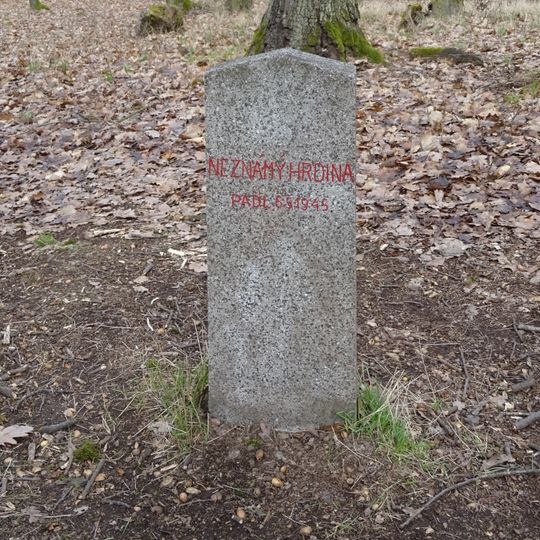 NEZNÁMÝ HRDINA
PADL 6.5.1945.